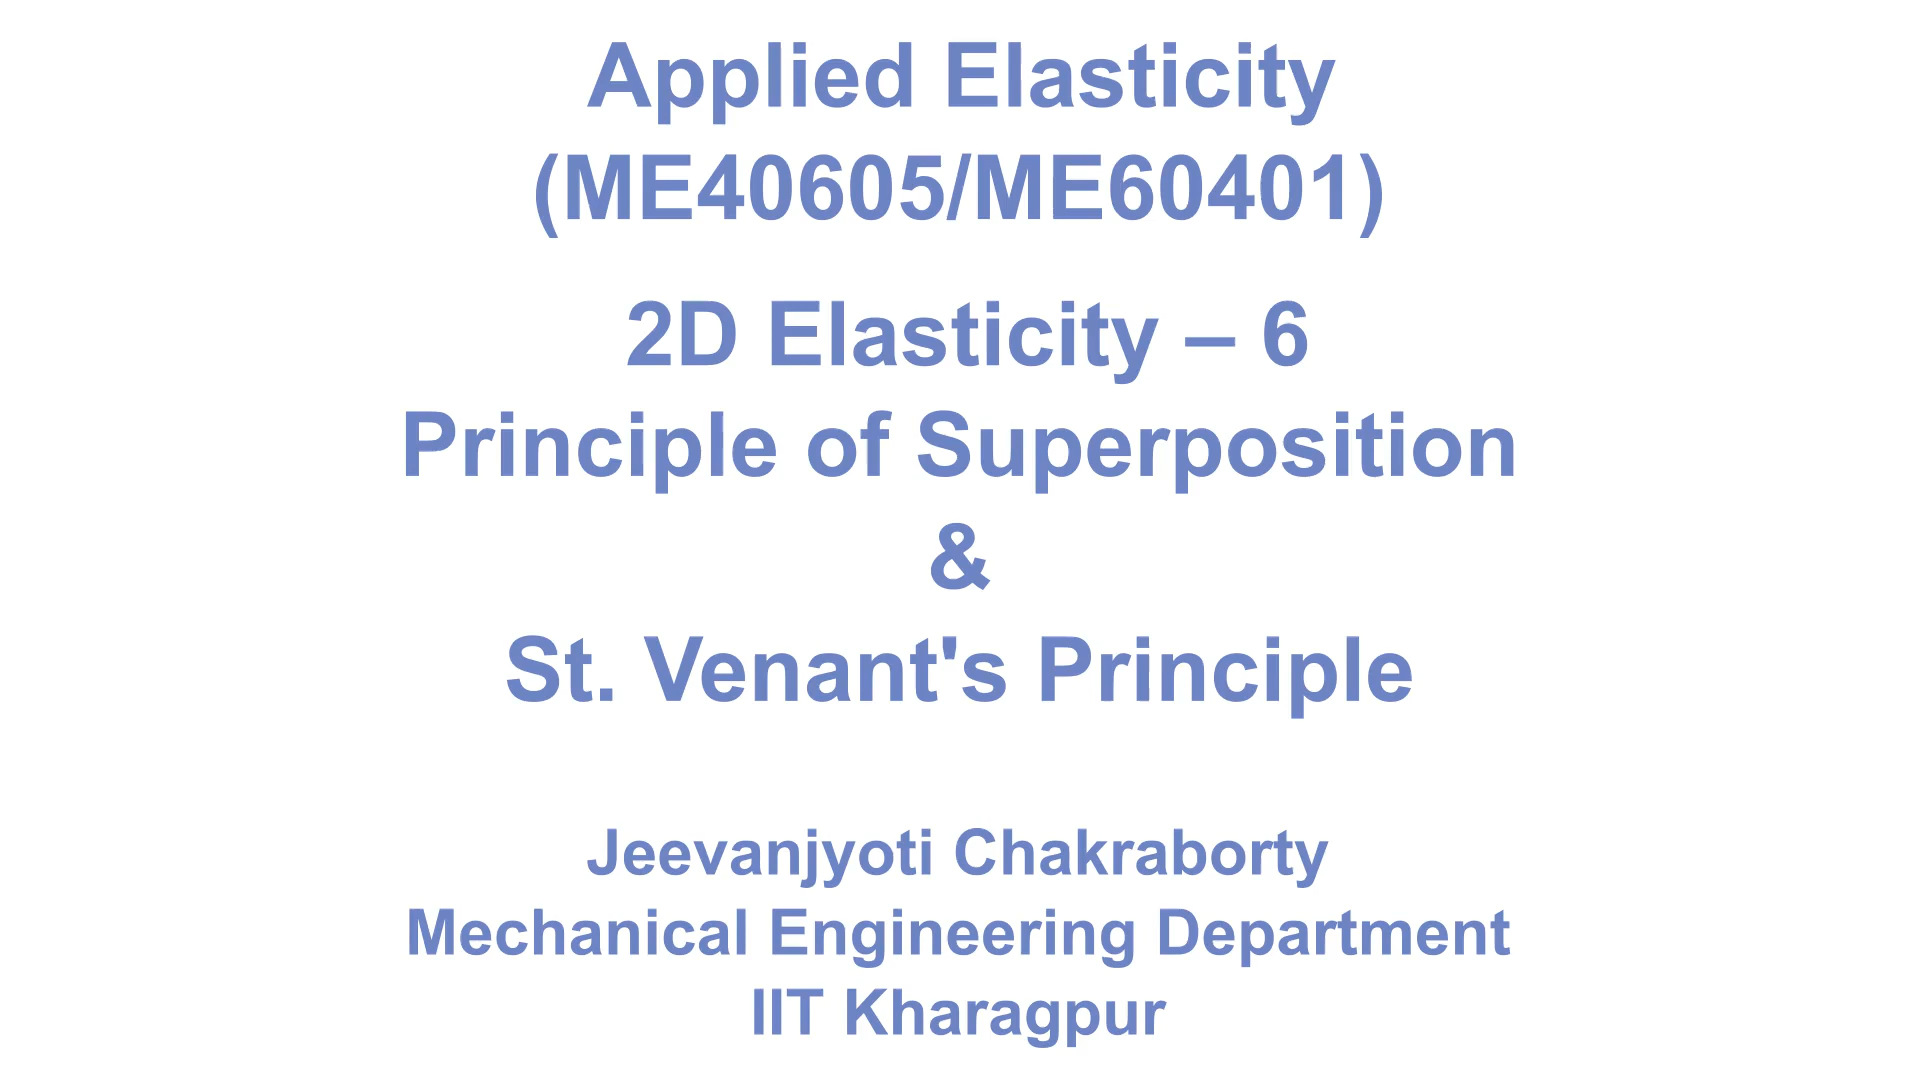 Applied Elasticity
(ME40605/ME60401)
2D Elasticity – 6
Principle of Superposition
&
St. Venant's Principle
Jeevanjyoti Chakraborty
Mechanical Engineering Department
IIT Kharagpur